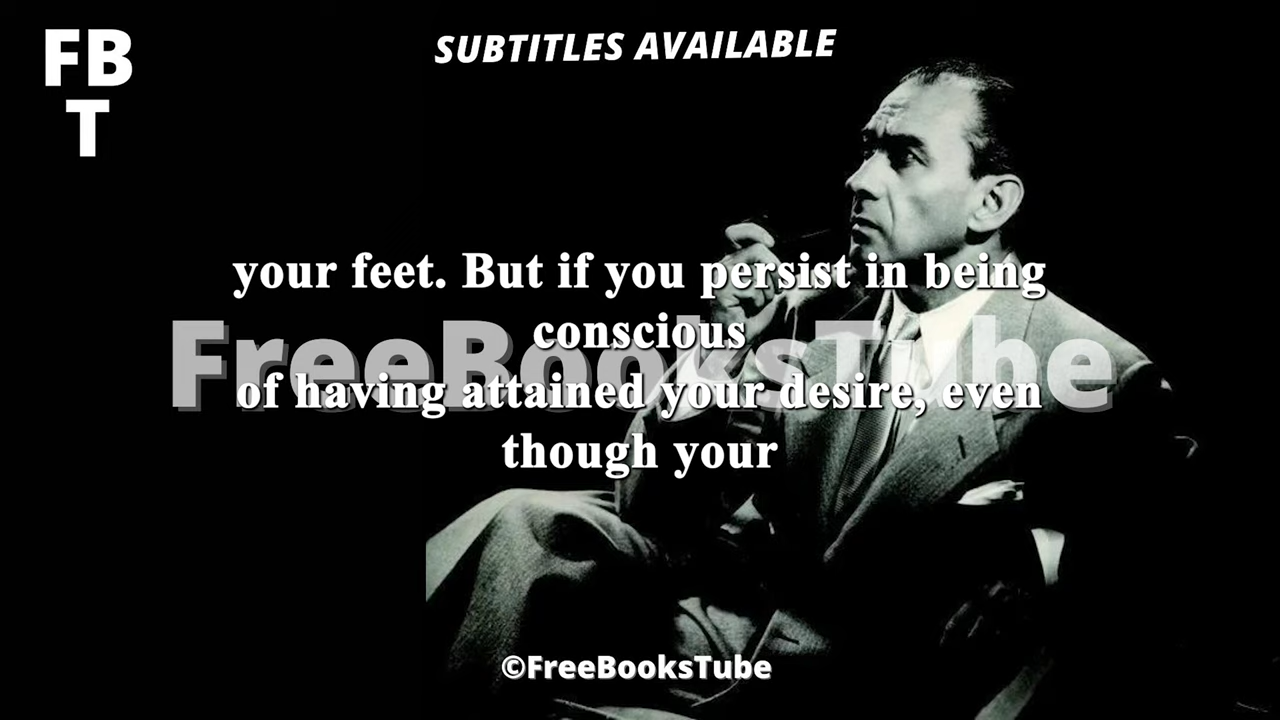 FB
T
SUBTITLES AVAILABLE
your feet. But if you persist in being
conscious
FreeBooksTube
of having attained your desire, even
though your
©FreeBooksTube